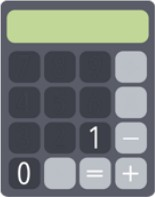 1 −
0 = +